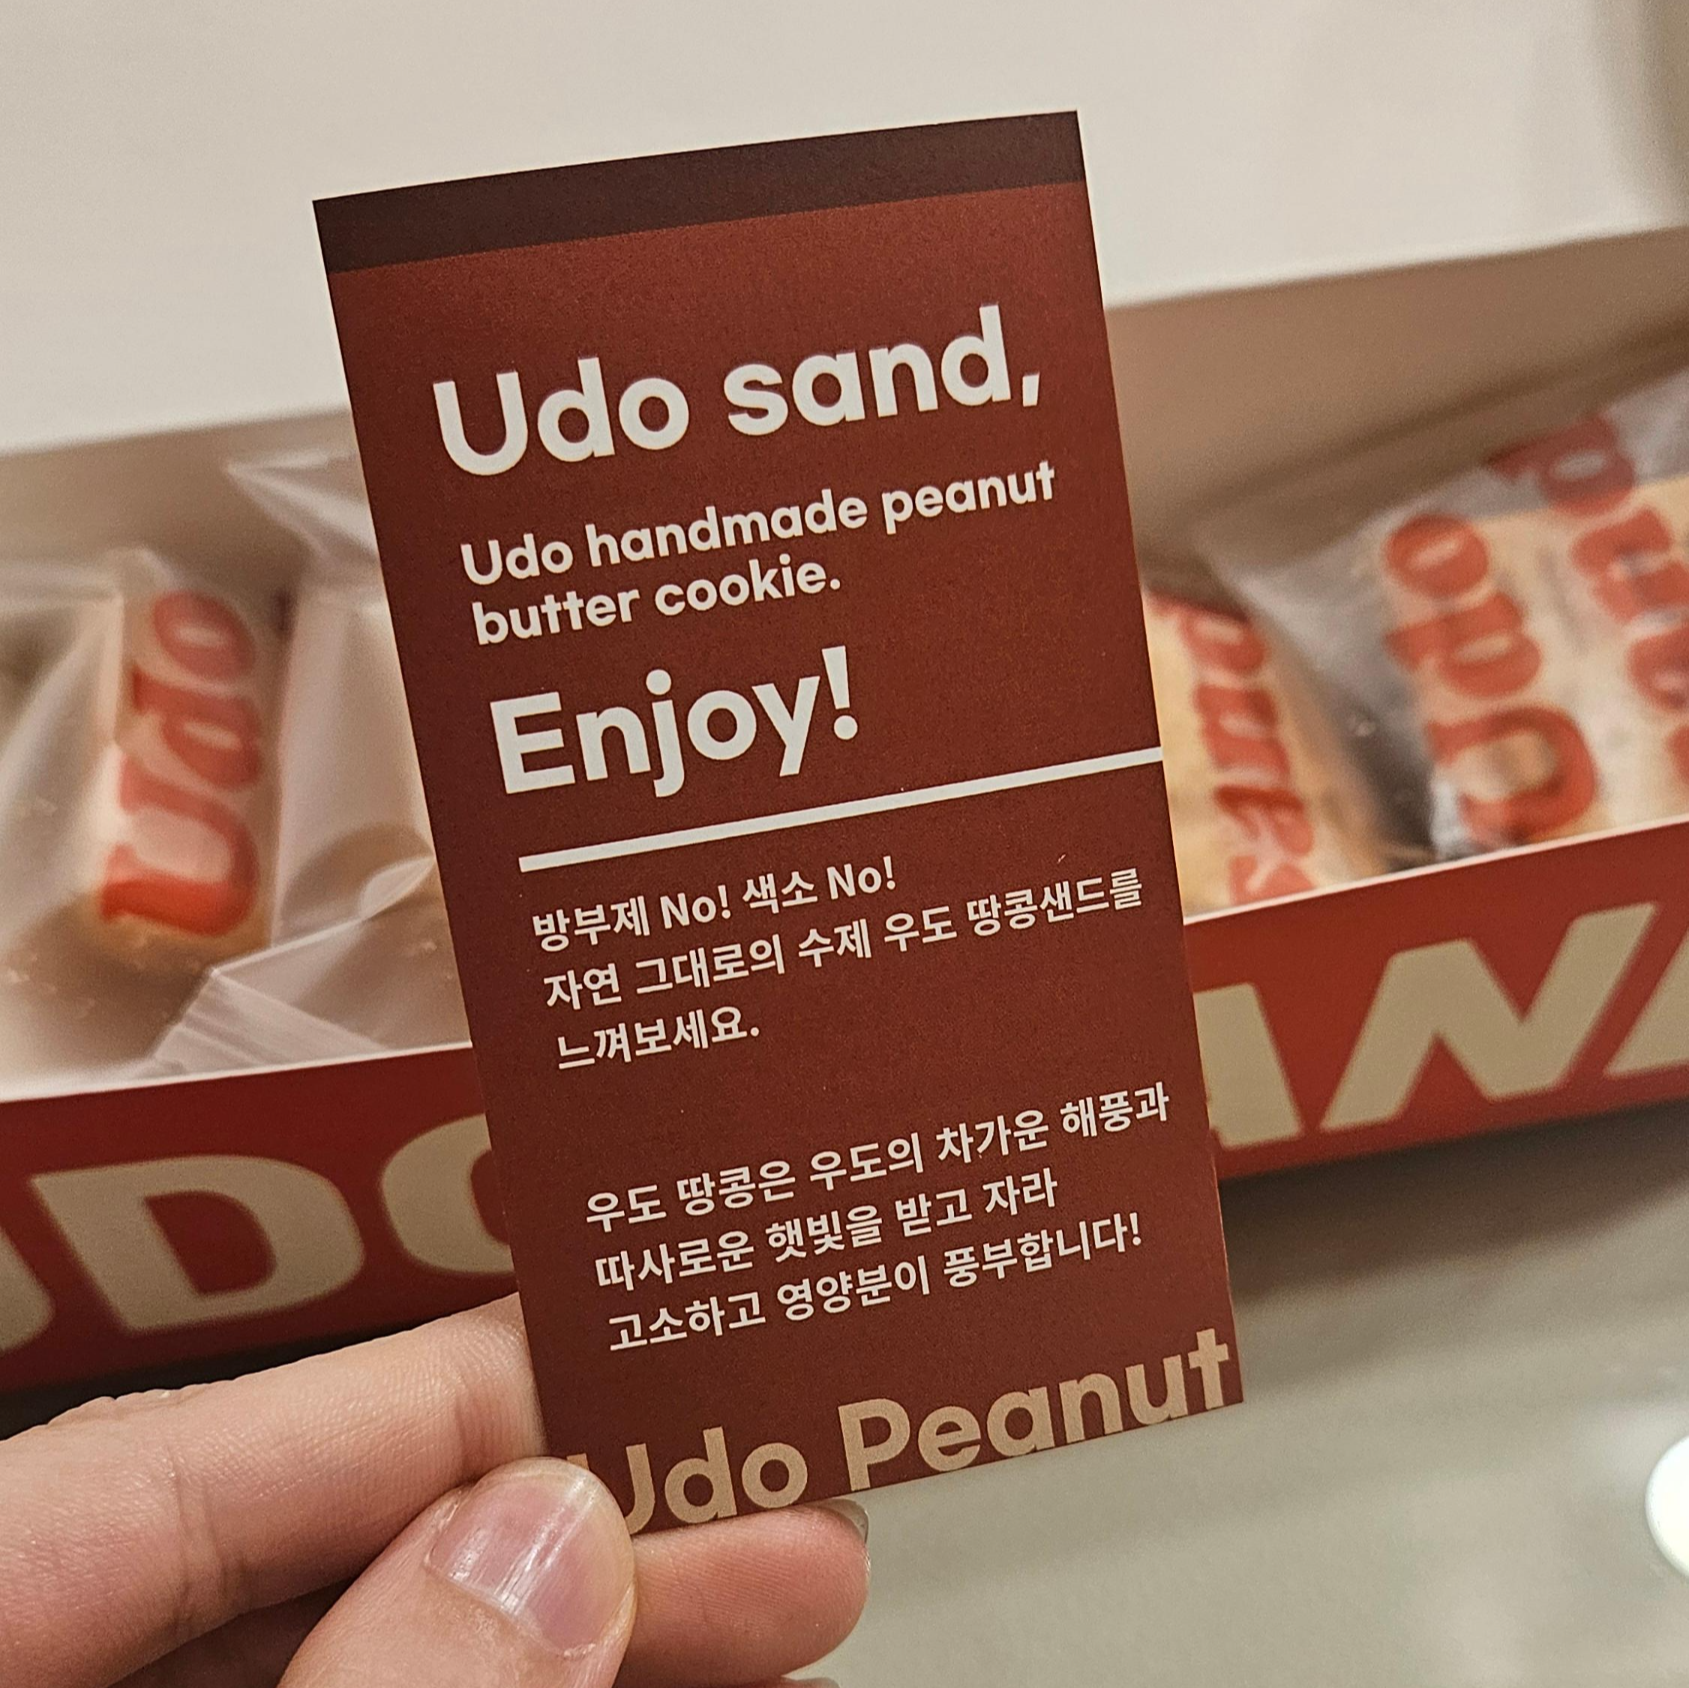 Udo sand,
Udo handmade peanut
butter cookie.
Enjoy!
방부제 No! 색소 No!
자연 그대로의 수제 우도 땅콩샌드를
느껴보세요.
우도 땅콩은 우도의 차가운 해풍과
따사로운 햇빛을 받고 자라
고소하고 영양분이 풍부합니다!
Udo Peanut
Udo
Udo